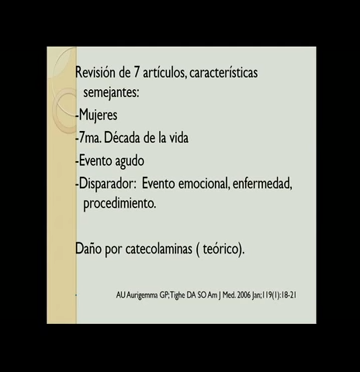 Revisión de 7 artículos, características
semejantes:
-Mujeres
-7ma. Década de la vida
-Evento agudo
-Disparador: Evento emocional, enfermedad,
procedimiento.
Daño por catecolaminas ( teórico).
AU Aurigemma GP; Tighe DA SO Am J Med. 2006 Jan;119(1):18-21